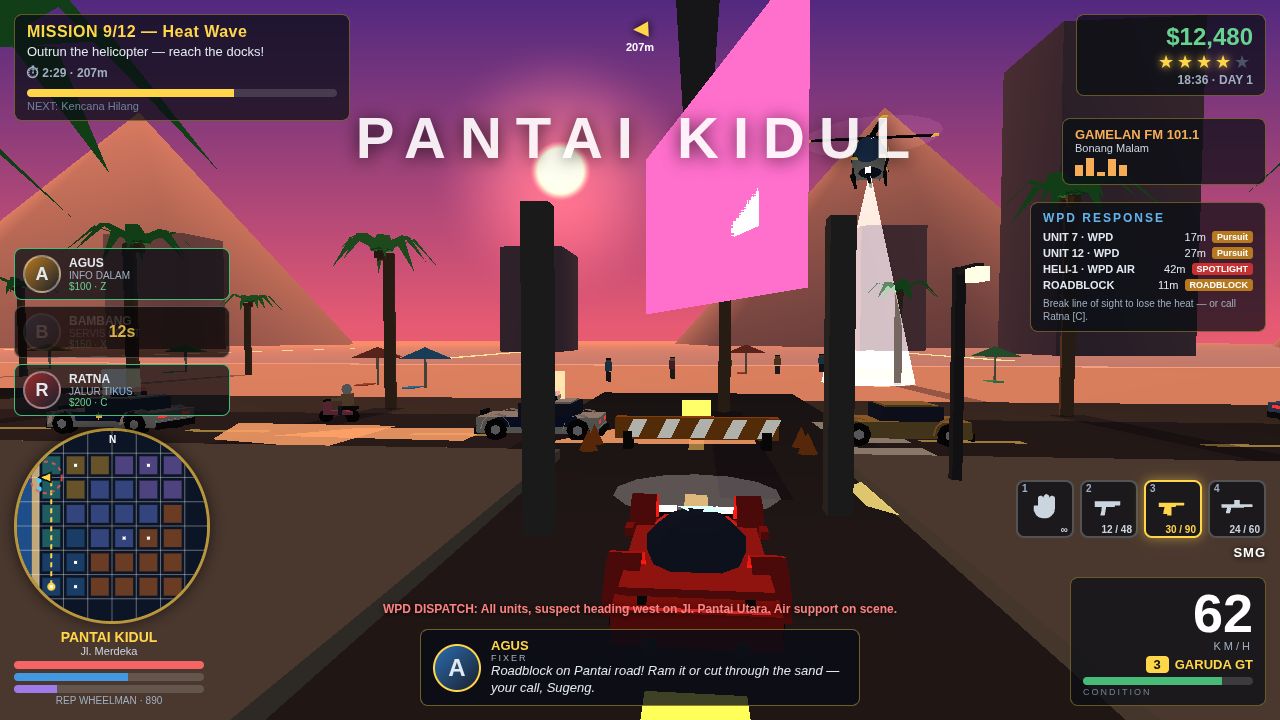 MISSION 9/12 — Heat Wave
Outrun the helicopter — reach the docks!
2:29 · 207m
NEXT: Kencana Hilang
207m
$12,480
18:36 · DAY 1
PANTAI KIDUL
GAMELAN FM 101.1
Bonang Malam
WPD RESPONSE
UNIT 7 · WPD 17m Pursuit
UNIT 12 · WPD 27m Pursuit
HELI-1 · WPD AIR 42m SPOTLIGHT
ROADBLOCK 11m ROADBLOCK
Break line of sight to lose the heat — or call
Ratna [C].
A
AGUS
INFO DALAM
$100 · Z
B
BAMBANG
SERVIS
$150 · X
12s
R
RATNA
JALUR TIKUS
$200 · C
N
PANTAI KIDUL
Jl. Merdeka
REP WHEELMAN · 890
1
∞
2
12 / 48
3
30 / 90
4
24 / 60
SMG
WPD DISPATCH: All units, suspect heading west on Jl. Pantai Utara. Air support on scene.
A
AGUS
FIXER
Roadblock on Pantai road! Ram it or cut through the sand —
your call, Sugeng.
62
KM/H
3 GARUDA GT
CONDITION